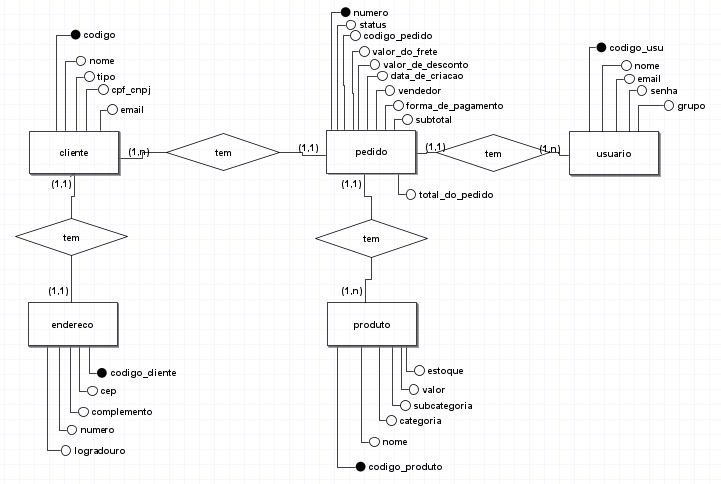 codigo
nome
tipo
cpf_cnpj
email
cliente
(1,n)
tem
(1,1)
numero
status
codigo_pedido
valor_do_frete
valor_de_desconto
data_de_criacao
vendedor
forma_de_pagamento
subtotal
pedido
total_do_pedido
(1,1)
tem
(1,n)
codigo_usu
nome
email
senha
grupo
usuario
(1,1)
tem
(1,1)
endereco
codigo_cliente
cep
complemento
numero
logradouro
(1,1)
tem
(1,n)
produto
estoque
valor
subcategoria
categoria
nome
codigo_produto